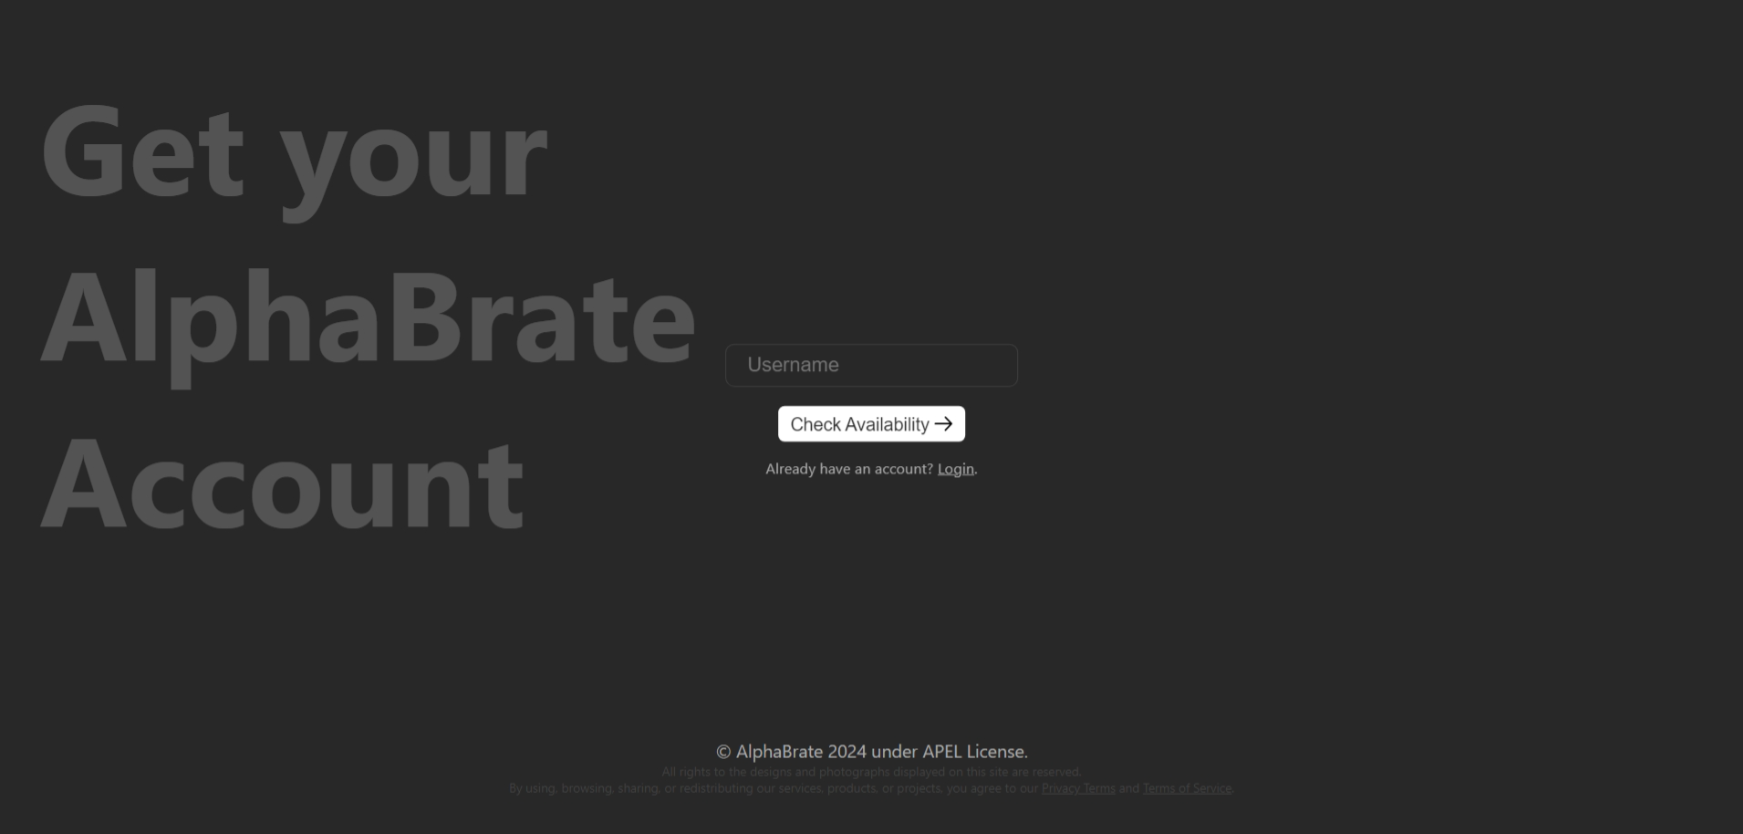 Get your
AlphaBrate
Account
Username
Check Availability →
Already have an account? Login.
© AlphaBrate 2024 under APEL License.
All rights to the designs and photographs displayed on this site are reserved.
By using, browsing, sharing, or redistributing our services, products, or projects, you agree to our Privacy Terms and Terms of Service.